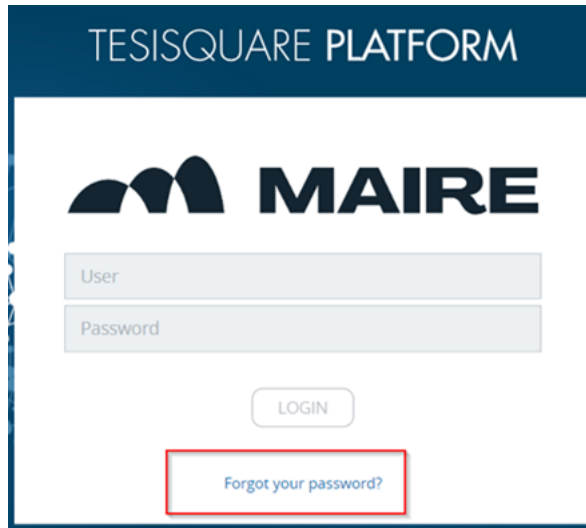 TESISQUARE PLATFORM
MAIRE
User
Password
LOGIN
Forgot your password?